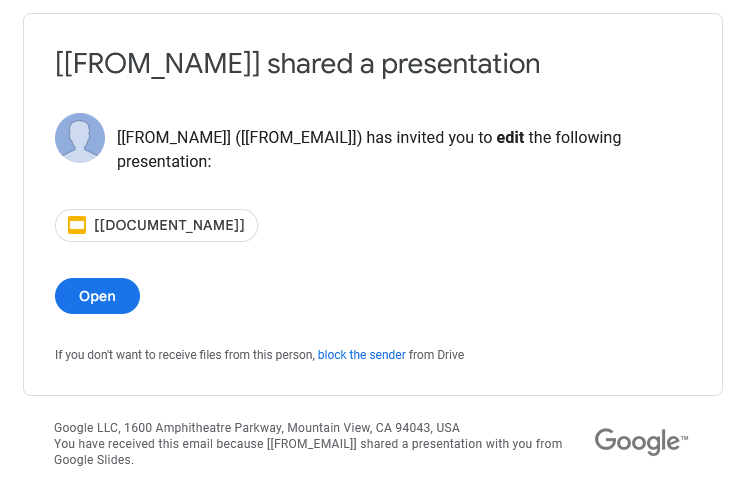 [[FROM_NAME]] shared a presentation
[[FROM_NAME]] ([[FROM_EMAIL]]) has invited you to edit the following
presentation:
[[DOCUMENT_NAME]]
Open
If you don't want to receive files from this person, block the sender from Drive
Google LLC, 1600 Amphitheatre Parkway, Mountain View, CA 94043, USA
You have received this email because [[FROM_EMAIL]] shared a presentation with you from
Google Slides.
Google™